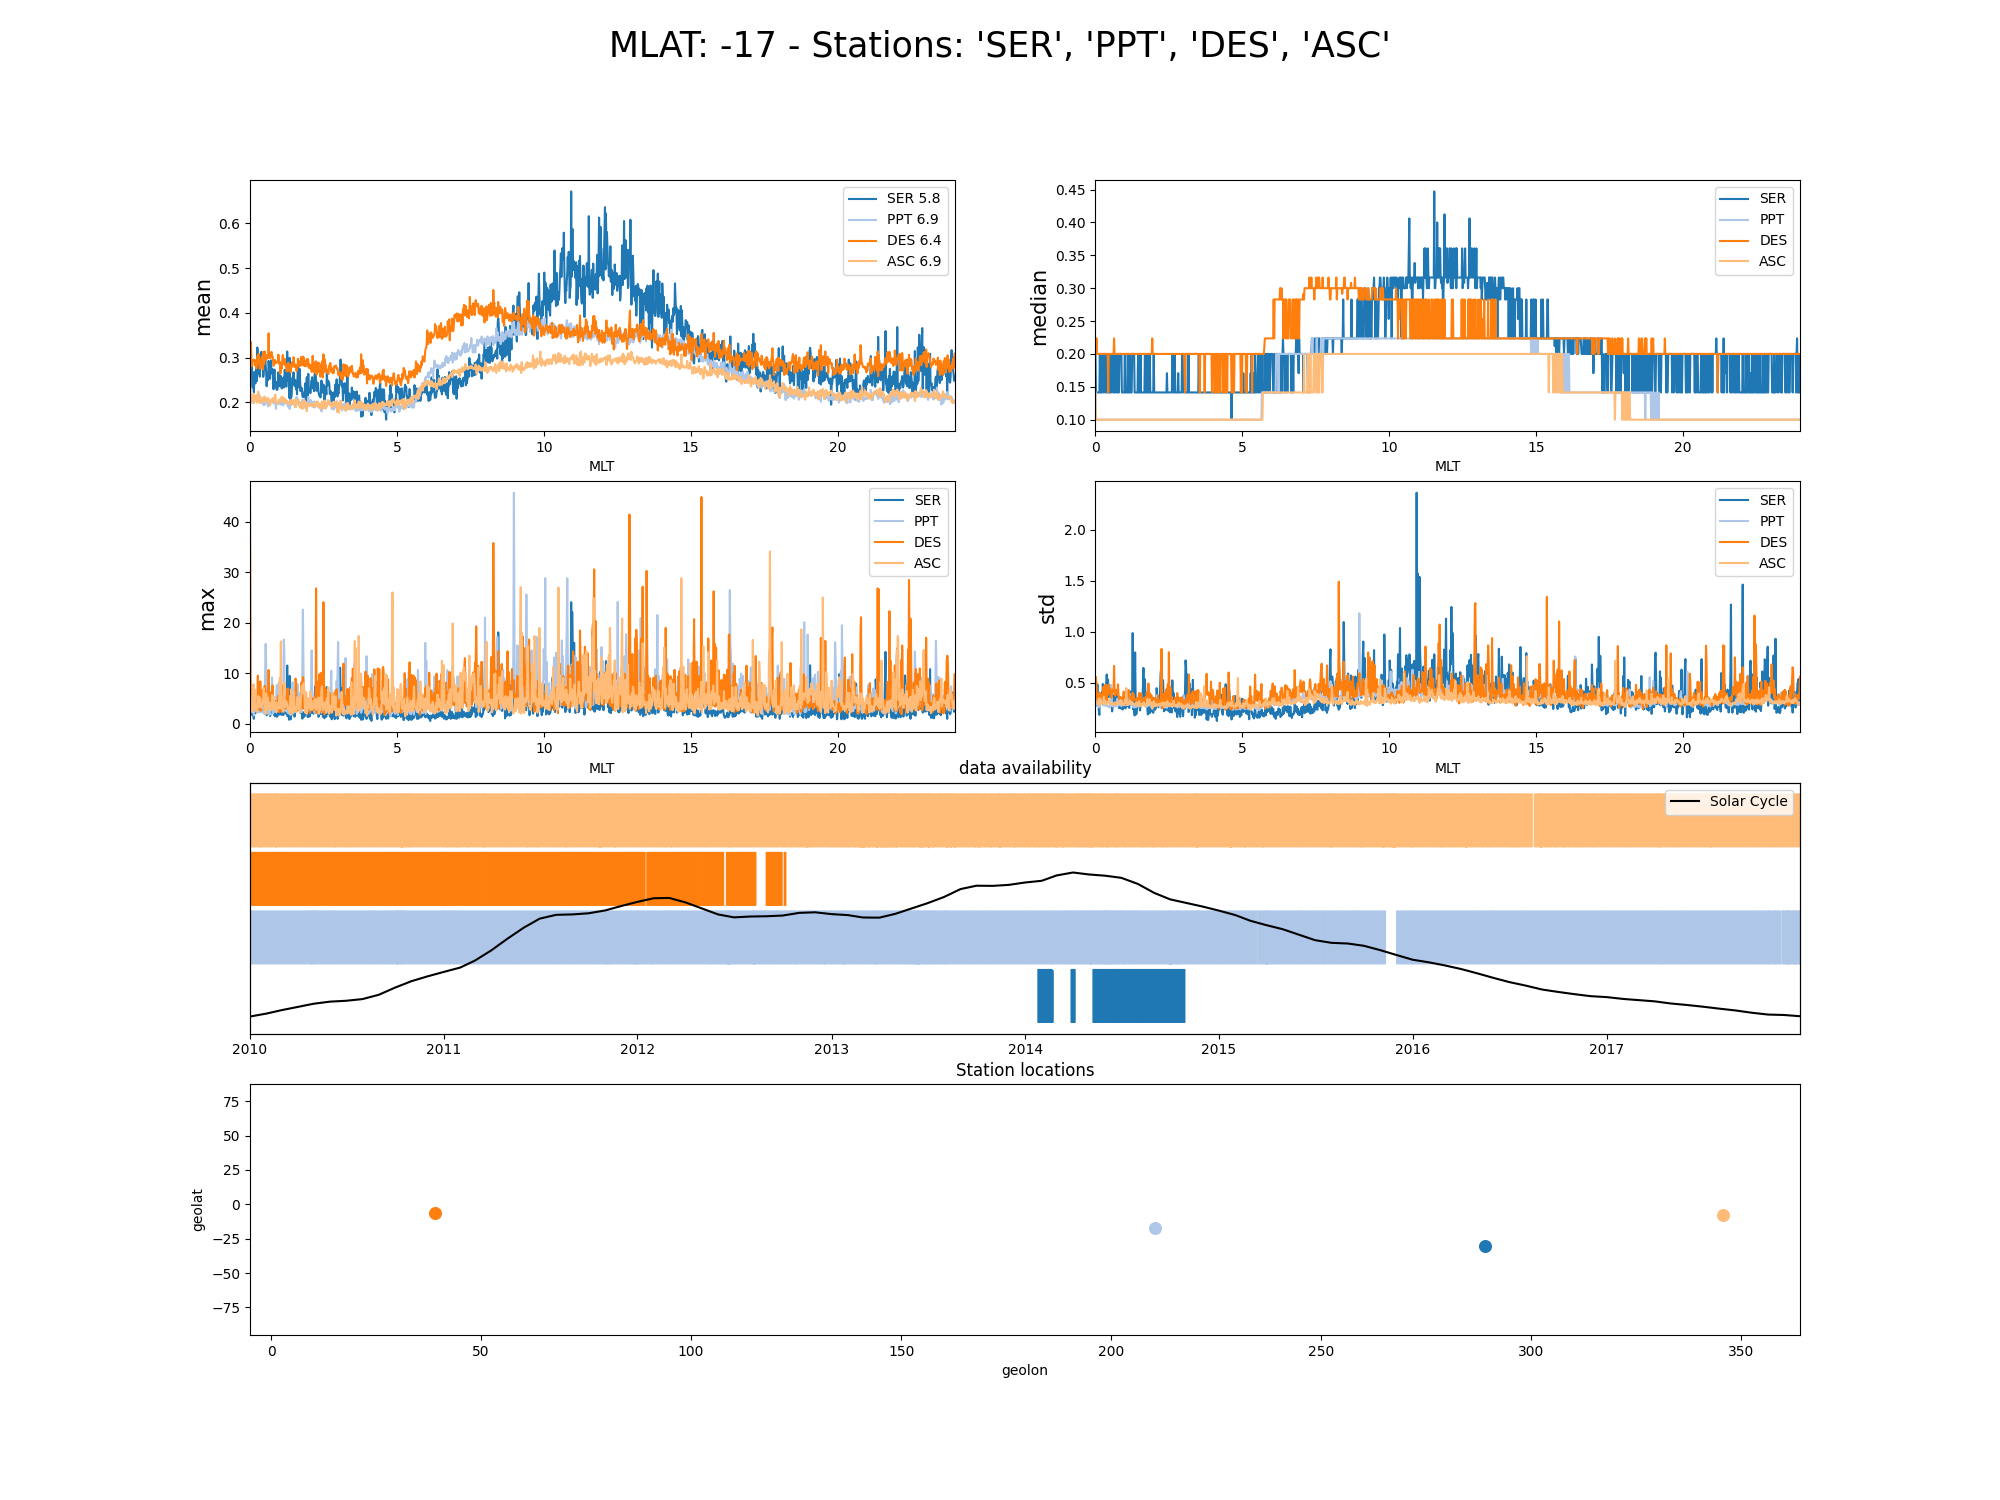 MLAT: -17 - Stations: 'SER', 'PPT', 'DES', 'ASC'
mean
0.6
0.5
0.4
0.3
0.2
SER 5.8
PPT 6.9
DES 6.4
ASC 6.9
0 5 10 15 20
MLT
median
0.45
0.40
0.35
0.30
0.25
0.20
0.15
0.10
SER
PPT
DES
ASC
0 5 10 15 20
MLT
max
40
30
20
10
0
SER
PPT
DES
ASC
0 5 10 15 20
MLT
std
2.0
1.5
1.0
0.5
SER
PPT
DES
ASC
0 5 10 15 20
MLT
data availability
Solar Cycle
2010 2011 2012 2013 2014 2015 2016 2017
Station locations
geolat
75
50
25
0
−25
−50
−75
0 50 100 150 200 250 300 350
geolon